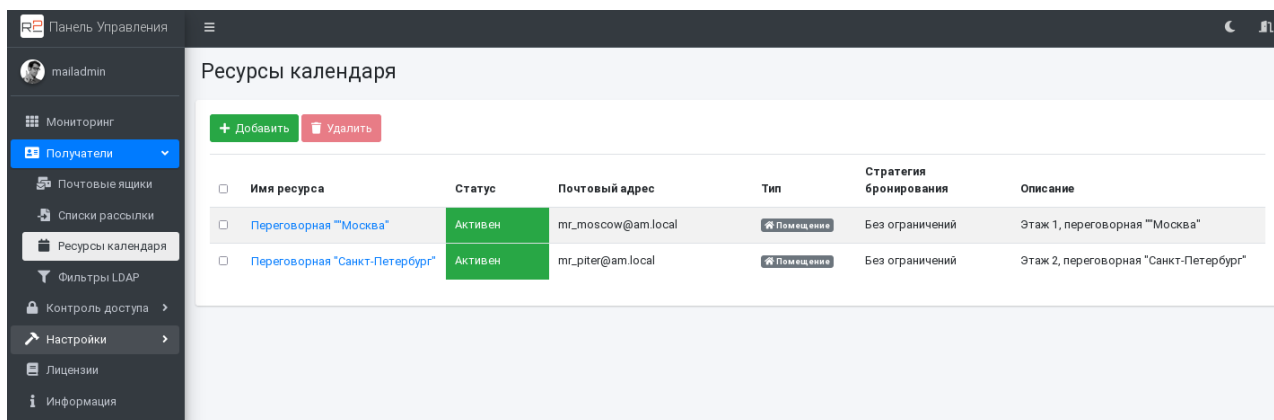 R2 Панель Управления
mailadmin
Ресурсы календаря
Мониторинг
Получатели
Почтовые ящики
Списки рассылки
Ресурсы календаря
Фильтры LDAP
Контроль доступа
Настройки
Лицензии
Информация
Добавить Удалить
Имя ресурса Статус Почтовый адрес Тип Стратегия бронирования Описание
Переговорная ""Москва" Активен mr_moscow@am.local Помещение Без ограничений Этаж 1, переговорная ""Москва"
Переговорная "Санкт-Петербург" Активен mr_piter@am.local Помещение Без ограничений Этаж 2, переговорная "Санкт-Петербург"